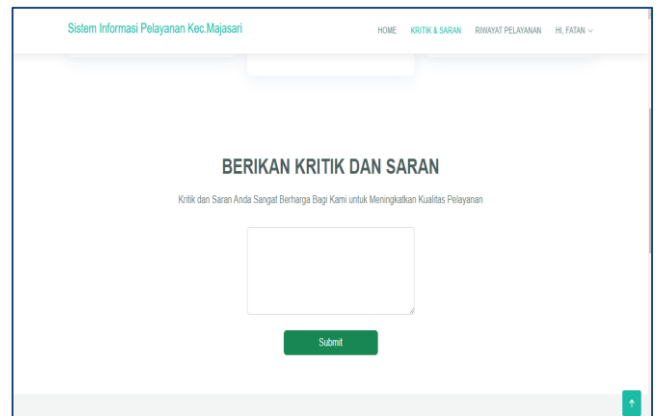 Sistem Informasi Pelayanan Kec.Majasari
HOME KRITIK & SARAN RIWAYAT PELAYANAN HI, FATAN
BERIKAN KRITIK DAN SARAN
Kritik dan Saran Anda Sangat Berharga Bagi Kami untuk Meningkatkan Kualitas Pelayanan
Submit